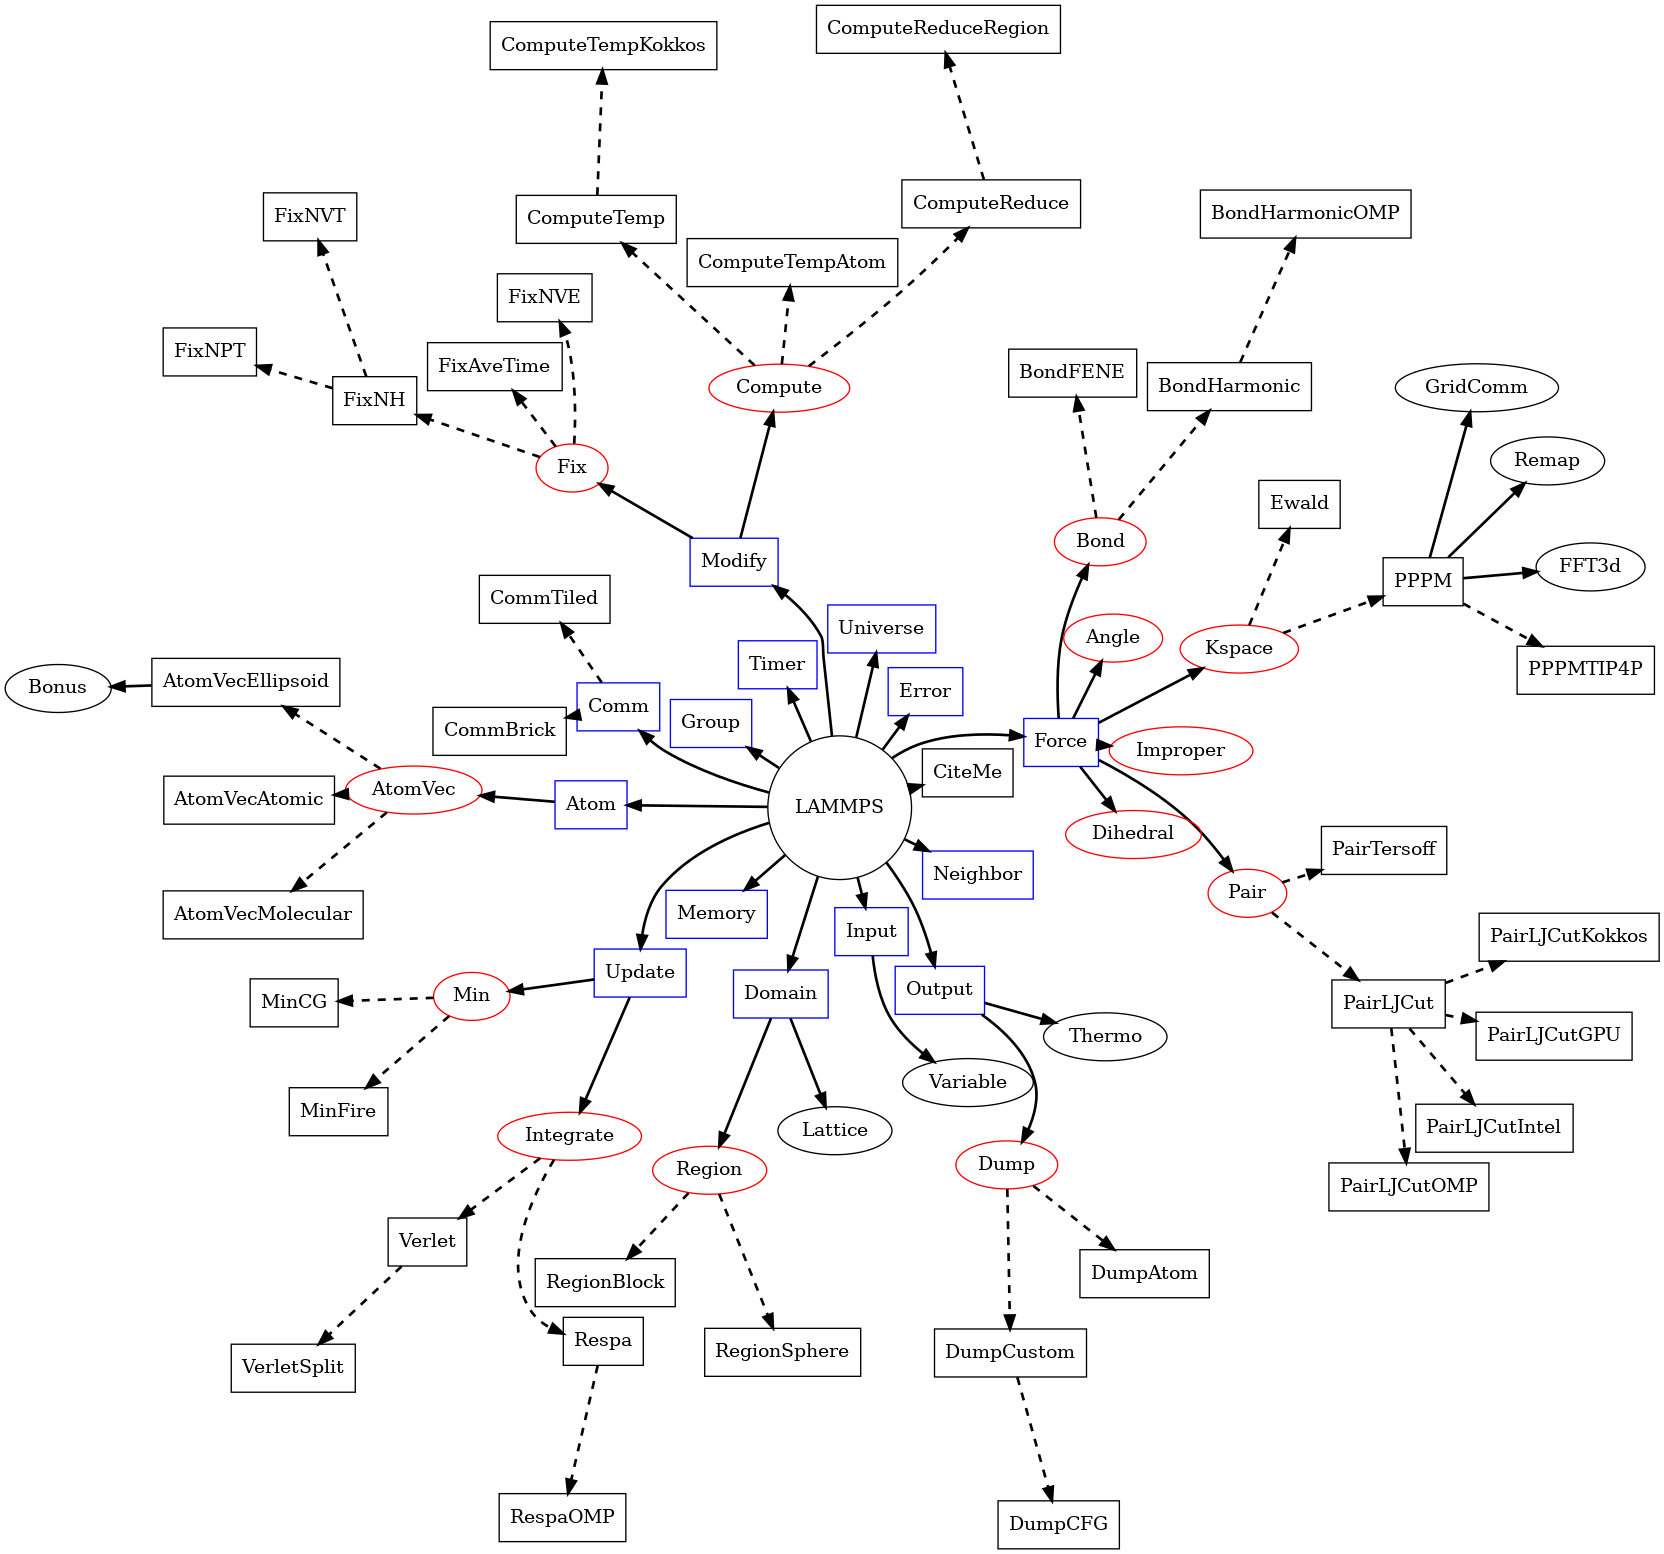 ComputeReduceRegion
ComputeTempKokkos
ComputeReduce
BondHarmonicOMP
FixNVT
ComputeTemp
ComputeTempAtom
FixNVE
FixNPT
FixAveTime
BondFENE
BondHarmonic
Compute
GridComm
FixNH
Remap
Fix
Ewald
Bond
Modify
FFT3d
PPPM
CommTiled
Universe
Angle
Kspace
Timer
PPPMTIP4P
Bonus
AtomVecEllipsoid
Error
Comm
Group
CommBrick
Force
Improper
CiteMe
AtomVec
AtomVecAtomic
Atom
LAMMPS
Dihedral
PairTersoff
Neighbor
Pair
AtomVecMolecular
Memory
Input
PairLJCutKokkos
Update
Output
Domain
Min
MinCG
PairLJCut
Thermo
PairLJCutGPU
Variable
MinFire
PairLJCutIntel
Lattice
Integrate
Dump
Region
PairLJCutOMP
Verlet
DumpAtom
RegionBlock
Respa
RegionSphere
DumpCustom
VerletSplit
RespaOMP
DumpCFG